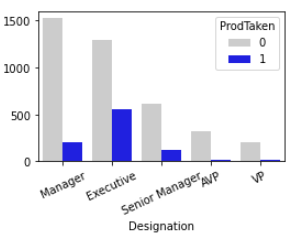 ProdTaken
0
1
1500
1000
500
0
Manager
Executive
Senior Manager
AVP
VP
Designation